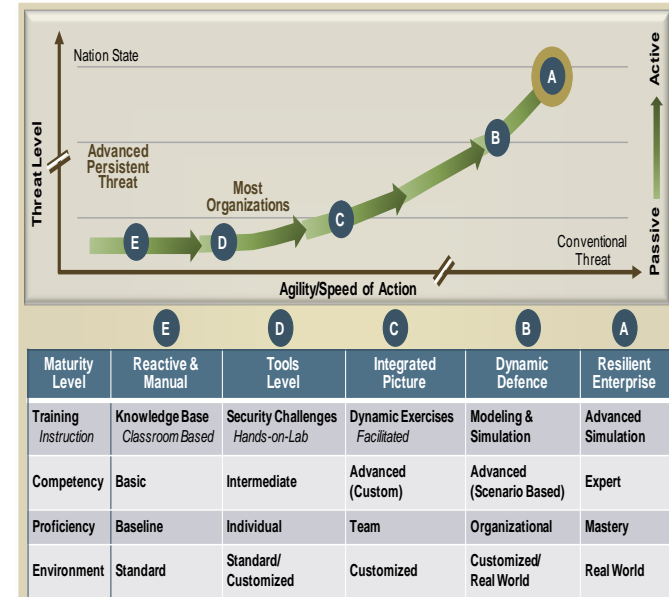 Nation State
Threat Level
Advanced
Persistent
Threat
Most
Organizations
E
D
C
B
A
Conventional
Threat
Active
Passive
Agility/Speed of Action
E D C B A
Maturity Level
Reactive & Manual
Tools Level
Integrated Picture
Dynamic Defence
Resilient Enterprise
Training
Instruction
Knowledge Base
Classroom Based
Security Challenges
Hands-on-Lab
Dynamic Exercises
Facilitated
Modeling &
Simulation
Advanced
Simulation
Competency
Basic
Intermediate
Advanced
(Custom)
Advanced
(Scenario Based)
Expert
Proficiency
Baseline
Individual
Team
Organizational
Mastery
Environment
Standard
Standard/
Customized
Customized
Customized/
Real World
Real World